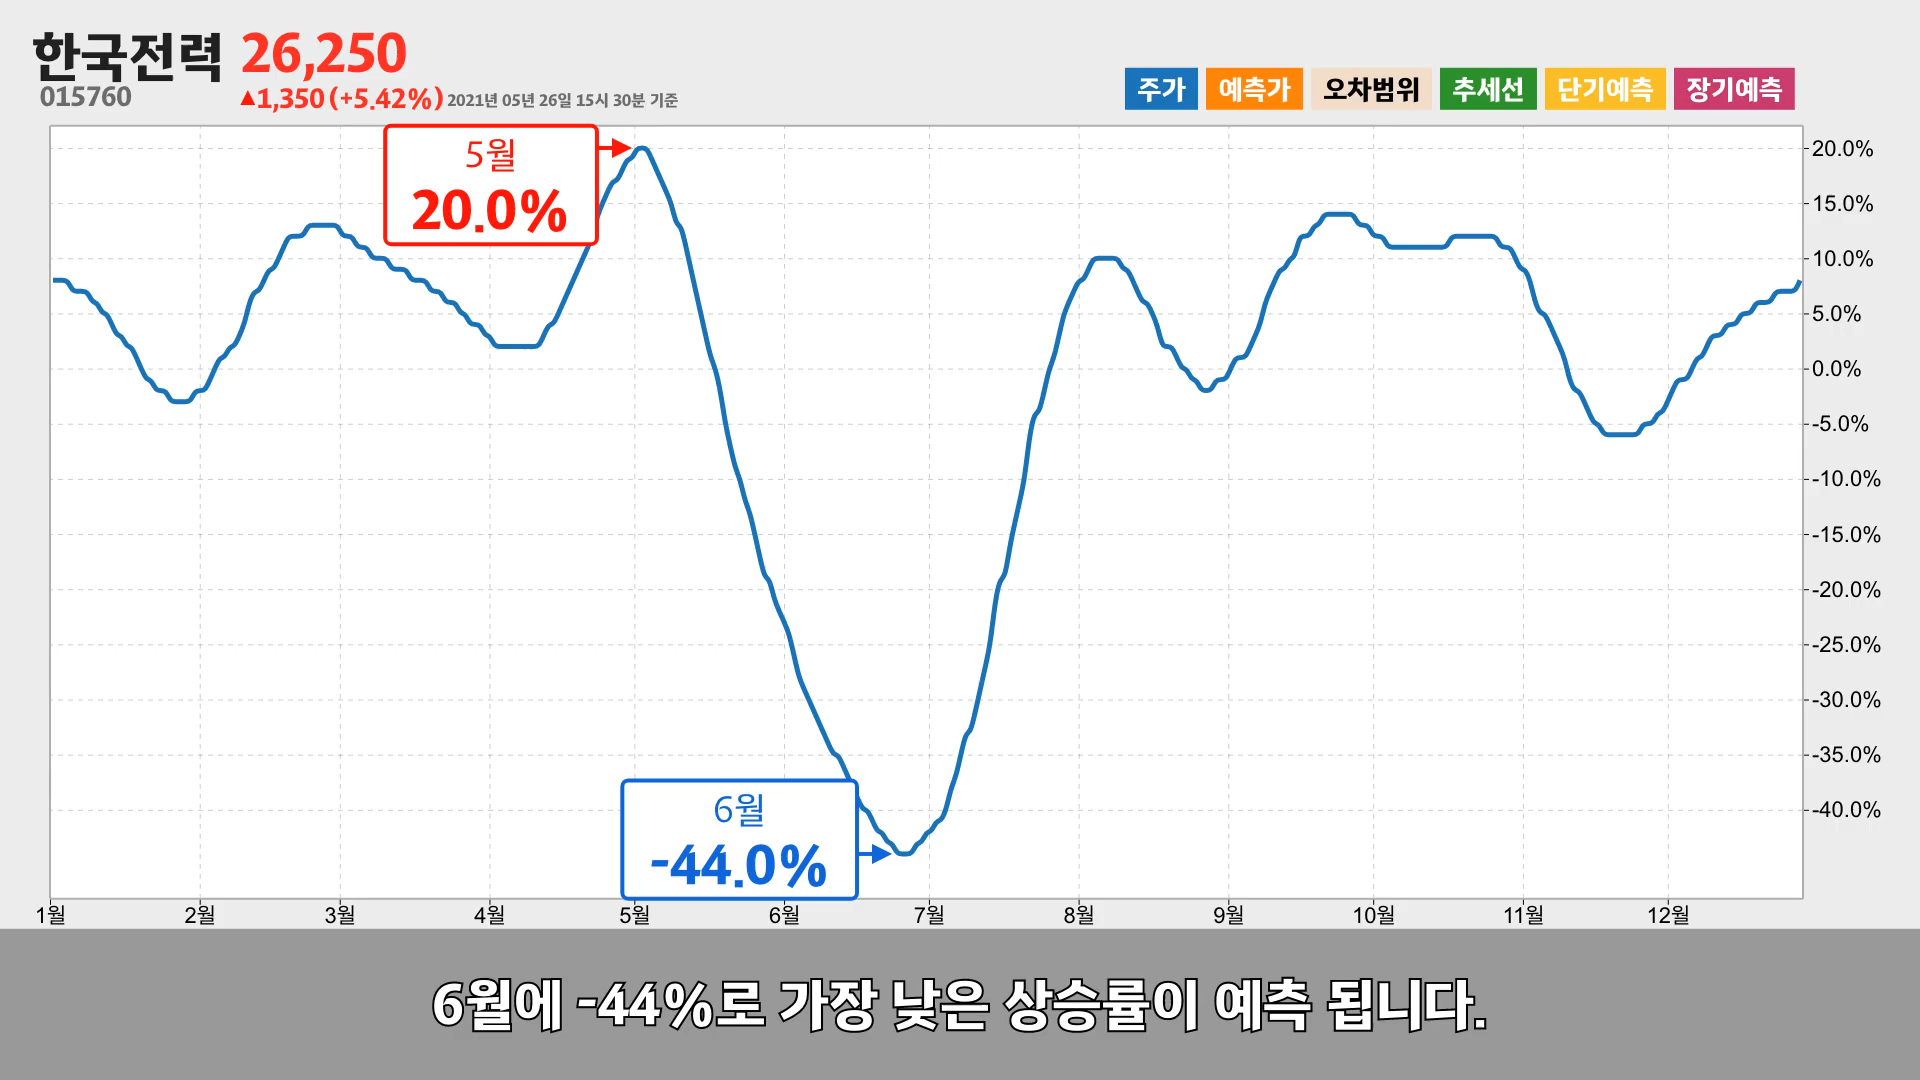 한국전력 26,250
015760 ▲1,350 (+5.42%) 2021년 05년 26일 15시 30분 기준
주가 예측가 오차범위 추세선 단기예측 장기예측
5월
20.0%
6월
-44.0%
20.0%
15.0%
10.0%
5.0%
0.0%
-5.0%
-10.0%
-15.0%
-20.0%
-25.0%
-30.0%
-35.0%
-40.0%
1월 2월 3월 4월 5월 6월 7월 8월 9월 10월 11월 12월
6월에 -44%로 가장 낮은 상승률이 예측 됩니다.